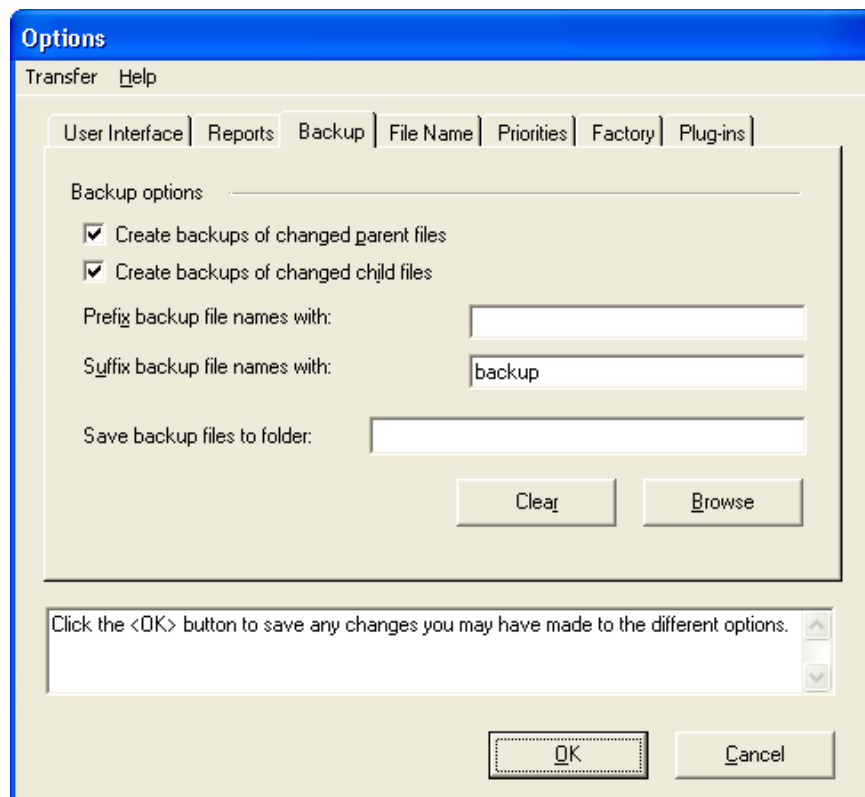 Options
Transfer Help
User Interface Reports Backup File Name Priorities Factory Plug-ins
Backup options
Create backups of changed parent files
Create backups of changed child files
Prefix backup file names with:
Suffix backup file names with: backup
Save backup files to folder:
Clear Browse
Click the <OK> button to save any changes you may have made to the different options.
OK Cancel